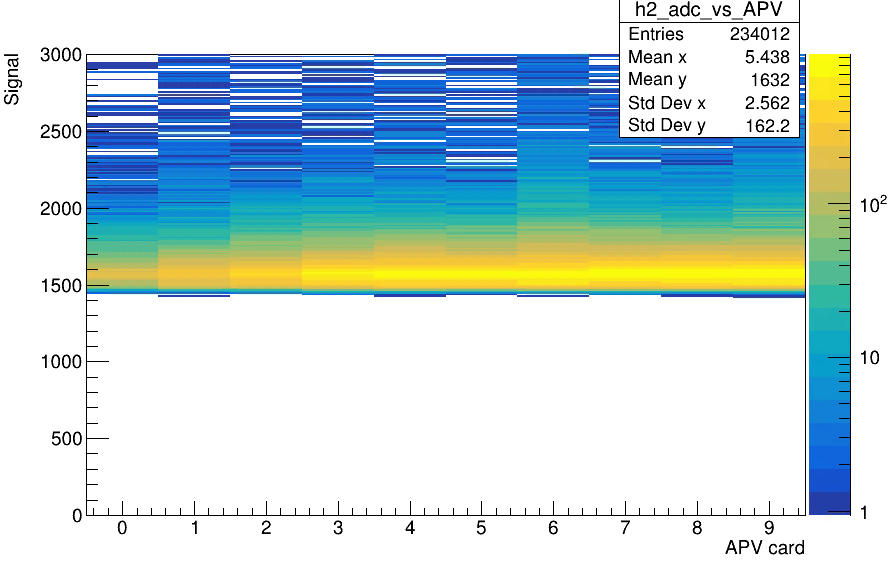 h2_adc_vs_APV
Entries 234012
Mean x 5.438
Mean y 1632
Std Dev x 2.562
Std Dev y 162.2
Signal
3000
2500
2000
1500
1000
500
0
0 1 2 3 4 5 6 7 8 9
APV card
10²
10
1